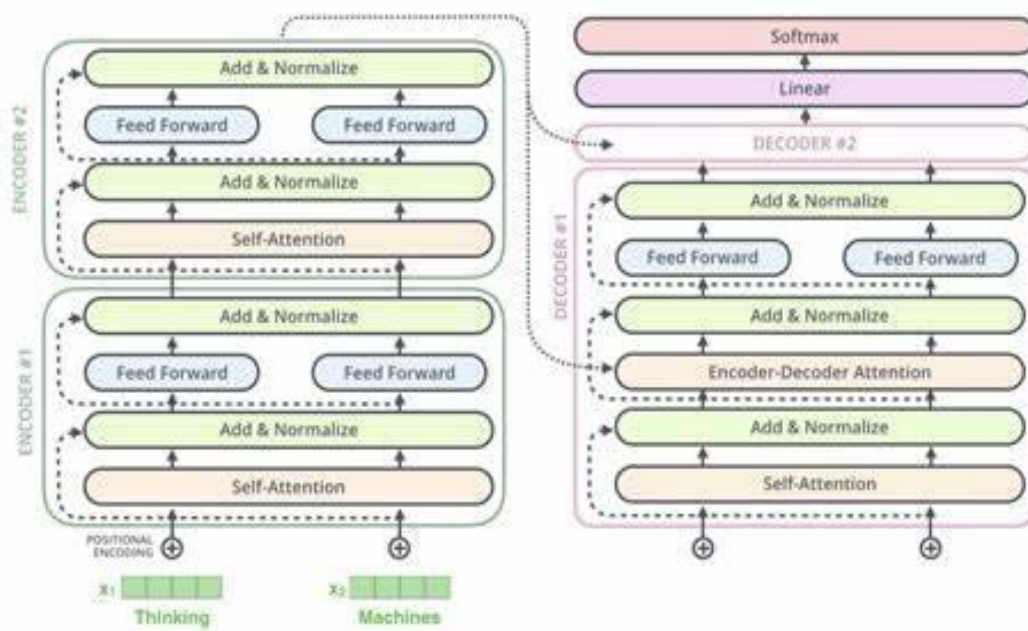 ENCODER #2
Add & Normalize
Feed Forward
Feed Forward
Add & Normalize
Self-Attention
ENCODER #1
Add & Normalize
Feed Forward
Feed Forward
Add & Normalize
Self-Attention
POSITIONAL
ENCODING
X1
X2
Thinking
Machines
Softmax
Linear
DECODER #2
DECODER #1
Add & Normalize
Feed Forward
Feed Forward
Add & Normalize
Encoder-Decoder Attention
Add & Normalize
Self-Attention